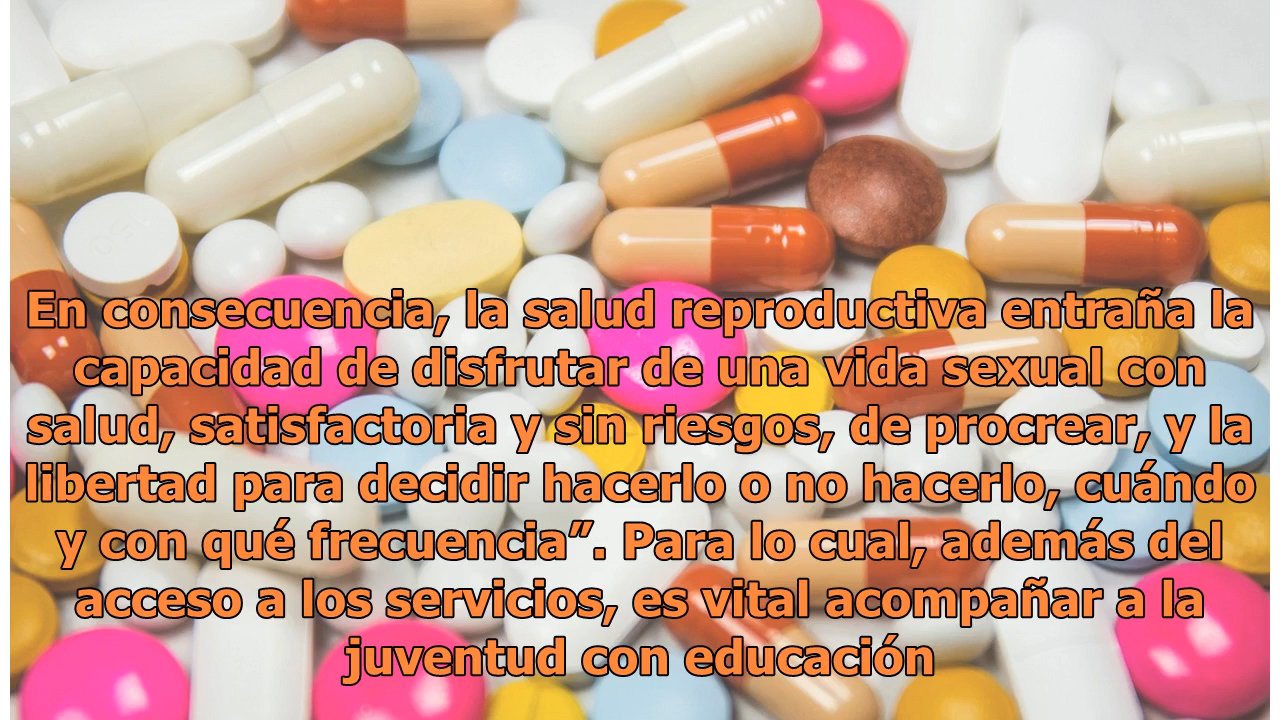 En consecuencia, la salud reproductiva entraña la
capacidad de disfrutar de una vida sexual con
salud, satisfactoria y sin riesgos, de procrear, y la
libertad para decidir hacerlo o no hacerlo, cuándo
y con qué frecuencia”. Para lo cual, además del
acceso a los servicios, es vital acompañar a la
juventud con educación